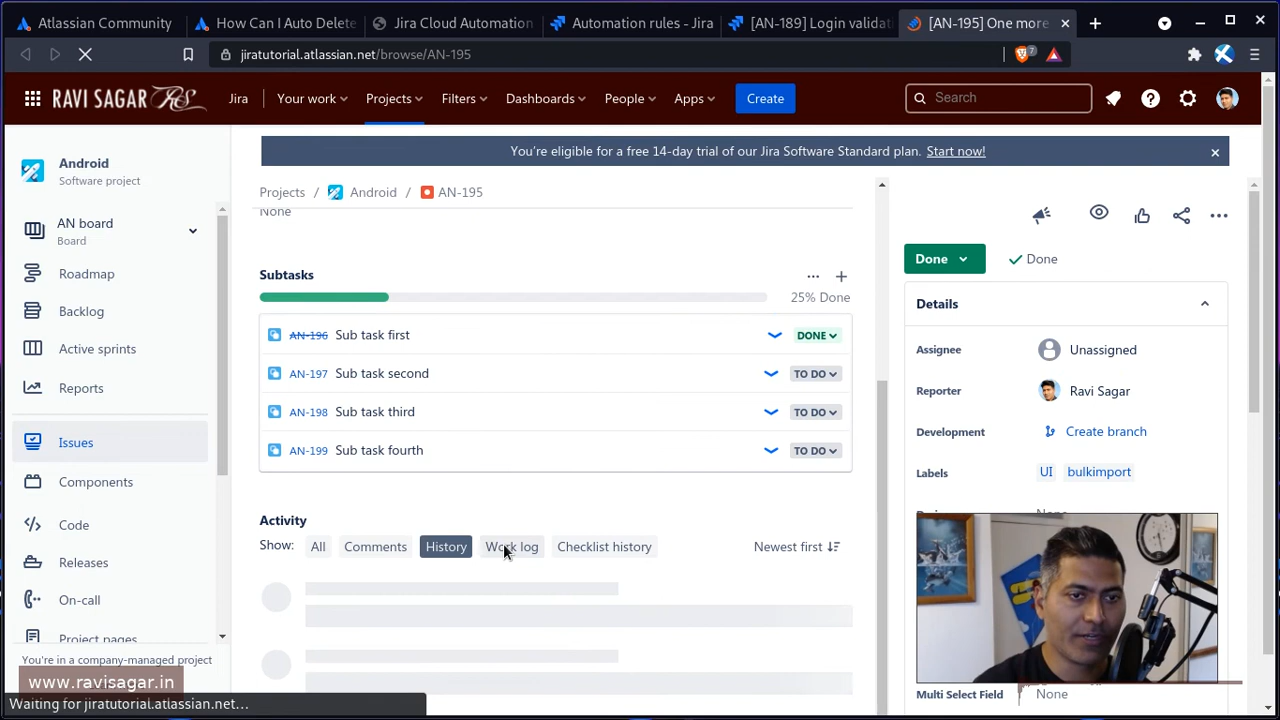 Atlassian Community
How Can I Auto Delete
Jira Cloud Automation
Automation rules - Jira
[AN-189] Login validat
[AN-195] One more
jiratutorial.atlassian.net/browse/AN-195
7
RAVI SAGAR RS
Jira
Your work
Projects
Filters
Dashboards
People
Apps
Create
Search
Android
Software project
AN board
Board
Roadmap
Backlog
Active sprints
Reports
Issues
Components
Code
Releases
On-call
Project pages
You're in a company-managed project
www.ravisagar.in
Waiting for jiratutorial.atlassian.net...
You're eligible for a free 14-day trial of our Jira Software Standard plan. Start now!
Projects / Android / AN-195
None
Subtasks
25% Done
AN-196 Sub task first DONE
AN-197 Sub task second TO DO
AN-198 Sub task third TO DO
AN-199 Sub task fourth TO DO
Activity
Show: All Comments History Work log Checklist history Newest first
Done
Done
Details
Assignee Unassigned
Reporter Ravi Sagar
Development Create branch
Labels UI bulkimport
None
Multi Select Field None